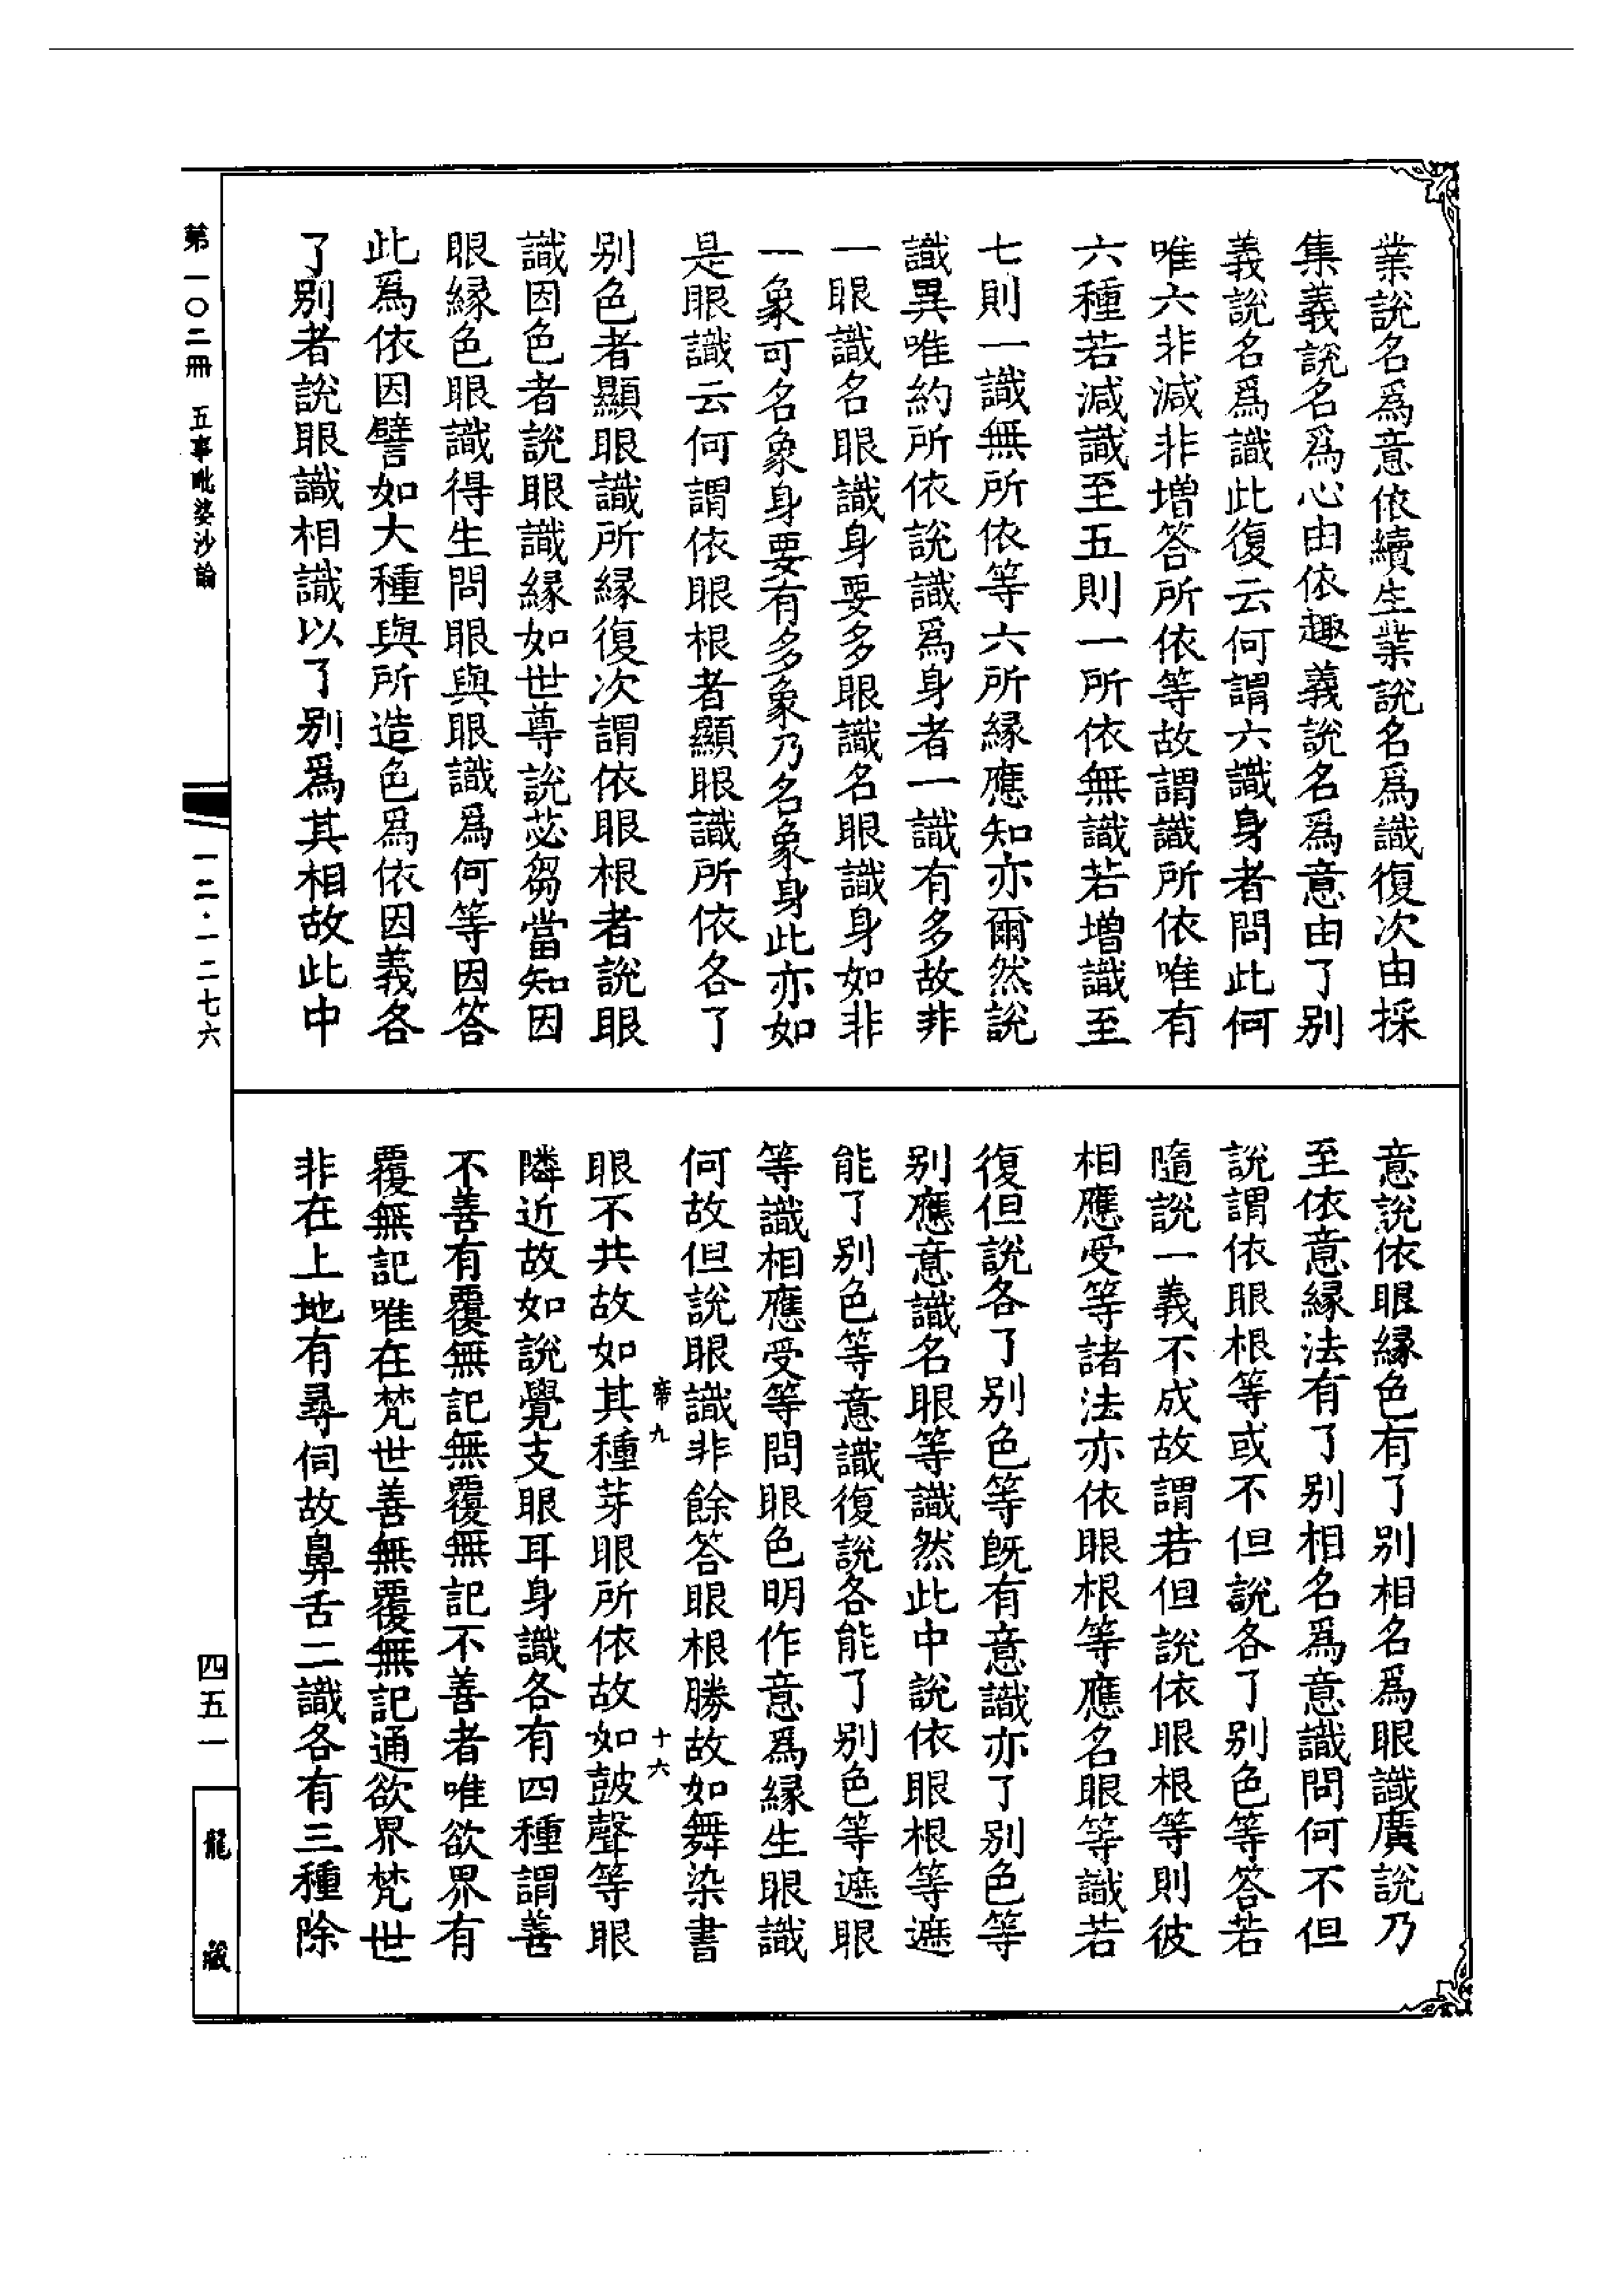 業說名爲意依續生業說名爲識復次由採
集義說名爲心由依趣義說名爲意由了別
義說名爲識此復云何謂六識身者問此何
唯六非減非增答所依等故謂識所依唯有
六種若減識至五則一所依無識若增識至
七則一識無所依等六所緣應知亦爾然說
識異唯約所依說識爲身者一識有多故非
一眼識名眼識身要多眼識名眼識身如非
一象可名象身要有多象乃名象身此亦如
是眼識云何謂依眼根者顯眼識所依各了
別色者顯眼識所緣復次謂依眼根者說眼
識因色者說眼識緣如世尊說苾芻當知因
眼緣色眼識得生問眼與眼識爲何等因答
此爲依因譬如大種與所造色爲依因義各
了別者說眼識相識以了別爲其相故此中
意說依眼緣色有了別相名爲眼識廣說乃
至依意緣法有了別相名爲意識問何不但
說謂依眼根等或不但說各了別色等答若
隨說一義不成故謂若但說依眼根等則彼
相應受等諸法亦依眼根等應名眼等識若
復但說各了別色等旣有意識亦了別色等
別應意識名眼等識然此中說依眼根等遮
能了別色等意識復說各能了別色等遮眼
等識相應受等問眼色明作意爲緣生眼識
何故但說眼識非餘答眼根勝故如舞染書
帝九 十六
眼不共故如其種芽眼所依故如鼓聲等眼
隣近故如說覺支眼耳身識各有四種謂善
不善有覆無記無覆無記不善者唯欲界有
覆無記唯在梵世善無覆無記通欲界梵世
非在上地有尋伺故鼻舌二識各有三種除
第一〇二冊 五事毗婆沙論
一二·一二七六
四五一
龍藏